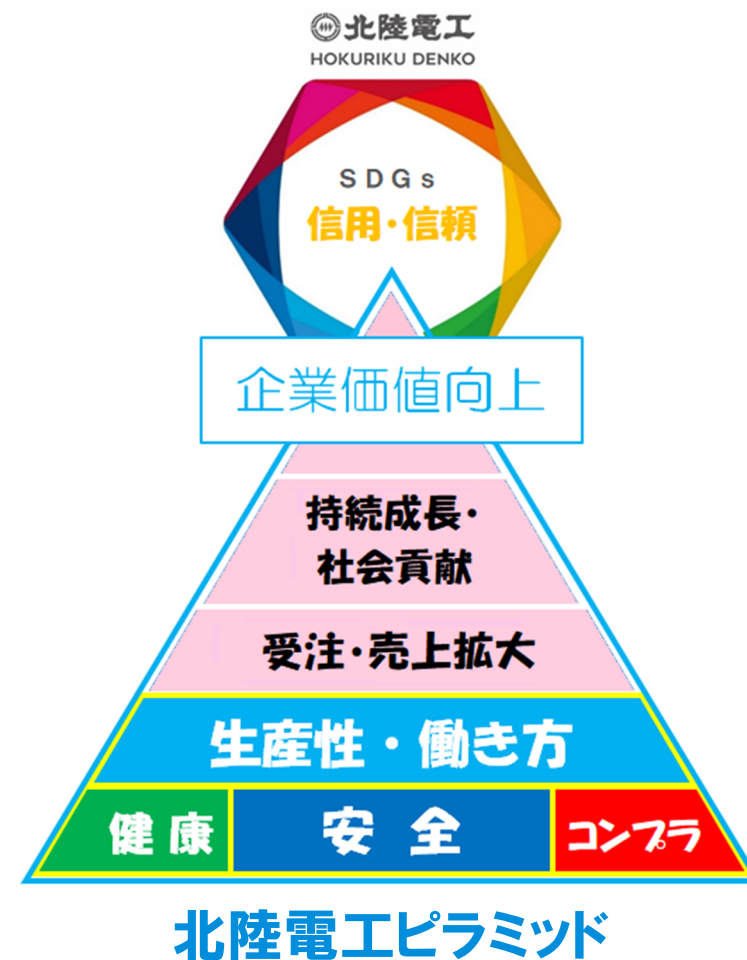 北陸電工
HOKURIKU DENKO
SDGs
信用・信頼
企業価値向上
持続成長・
社会貢献
受注・売上拡大
生産性・働き方
健康 安全 コンプラ
北陸電工ピラミッド